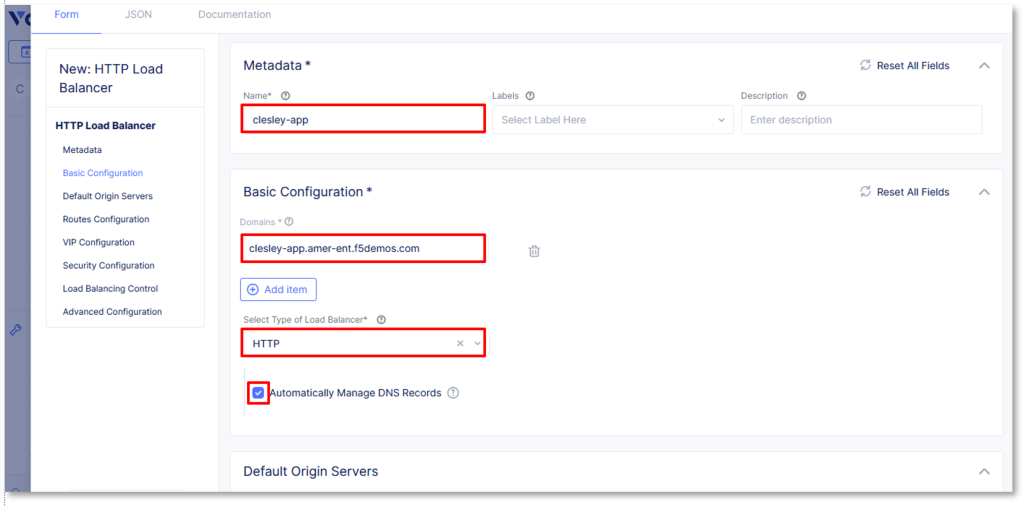 Form JSON Documentation
New: HTTP Load
Balancer
HTTP Load Balancer
Metadata
Basic Configuration
Default Origin Servers
Routes Configuration
VIP Configuration
Security Configuration
Load Balancing Control
Advanced Configuration
Metadata * Reset All Fields
Name* Labels Description
clesley-app Select Label Here Enter description
Basic Configuration * Reset All Fields
Domains *
clesley-app.amer-ent.f5demos.com
Add item
Select Type of Load Balancer*
HTTP
Automatically Manage DNS Records
Default Origin Servers